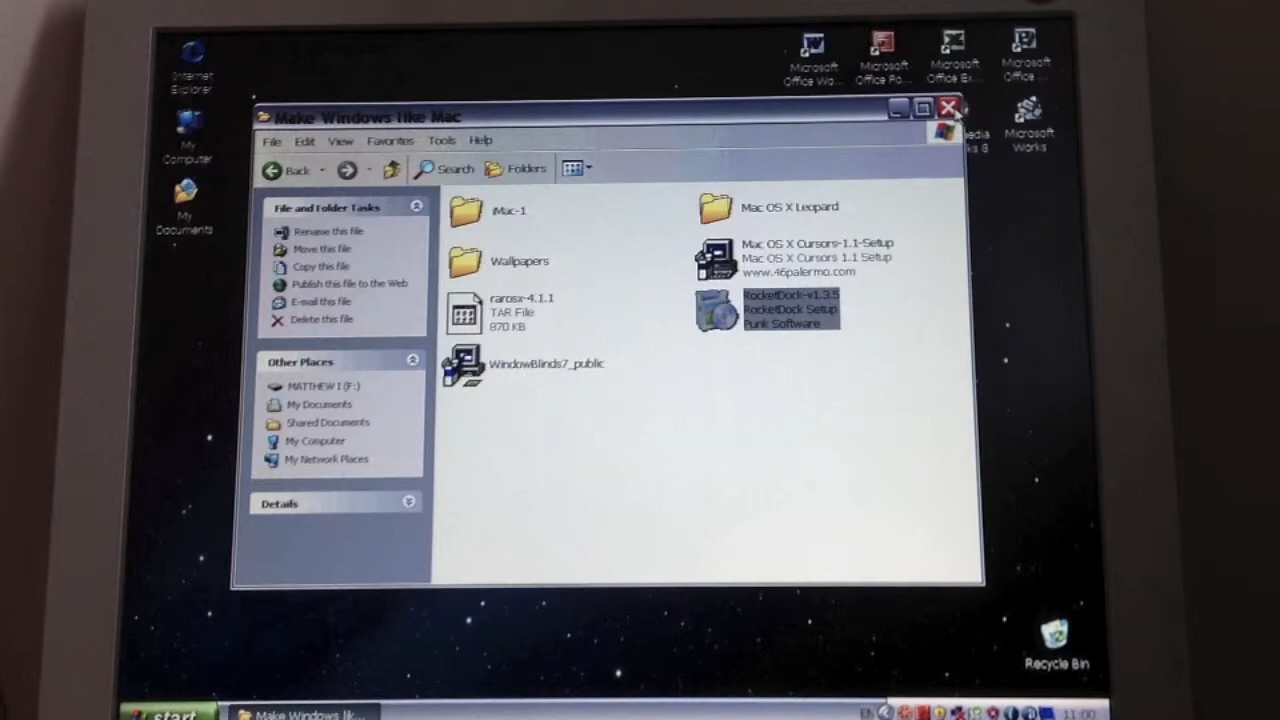 Internet
Explorer
My
Computer
My
Documents
Microsoft
Office Wo...
Microsoft
Office Po...
Microsoft
Office Ex...
Microsoft
Office ...
Microsoft
Works
Make Windows like Mac
File Edit View Favorites Tools Help
Back Search Folders
File and Folder Tasks
Rename this file
Move this file
Copy this file
Publish this file to the Web
E-mail this file
Delete this file
Other Places
MATTHEW I (F:)
My Documents
Shared Documents
My Computer
My Network Places
Details
iMac-1
Mac OS X Leopard
Wallpapers
Mac OS X Cursors-1.1-Setup
Mac OS X Cursors 1.1 Setup
www.46palermo.com
rarosx-4.1.1
TAR File
870 KB
RocketDock-v1.3.5
RocketDock Setup
Punk Software
WindowBlinds7_public
Recycle Bin
start
Make Windows lik...
11:00